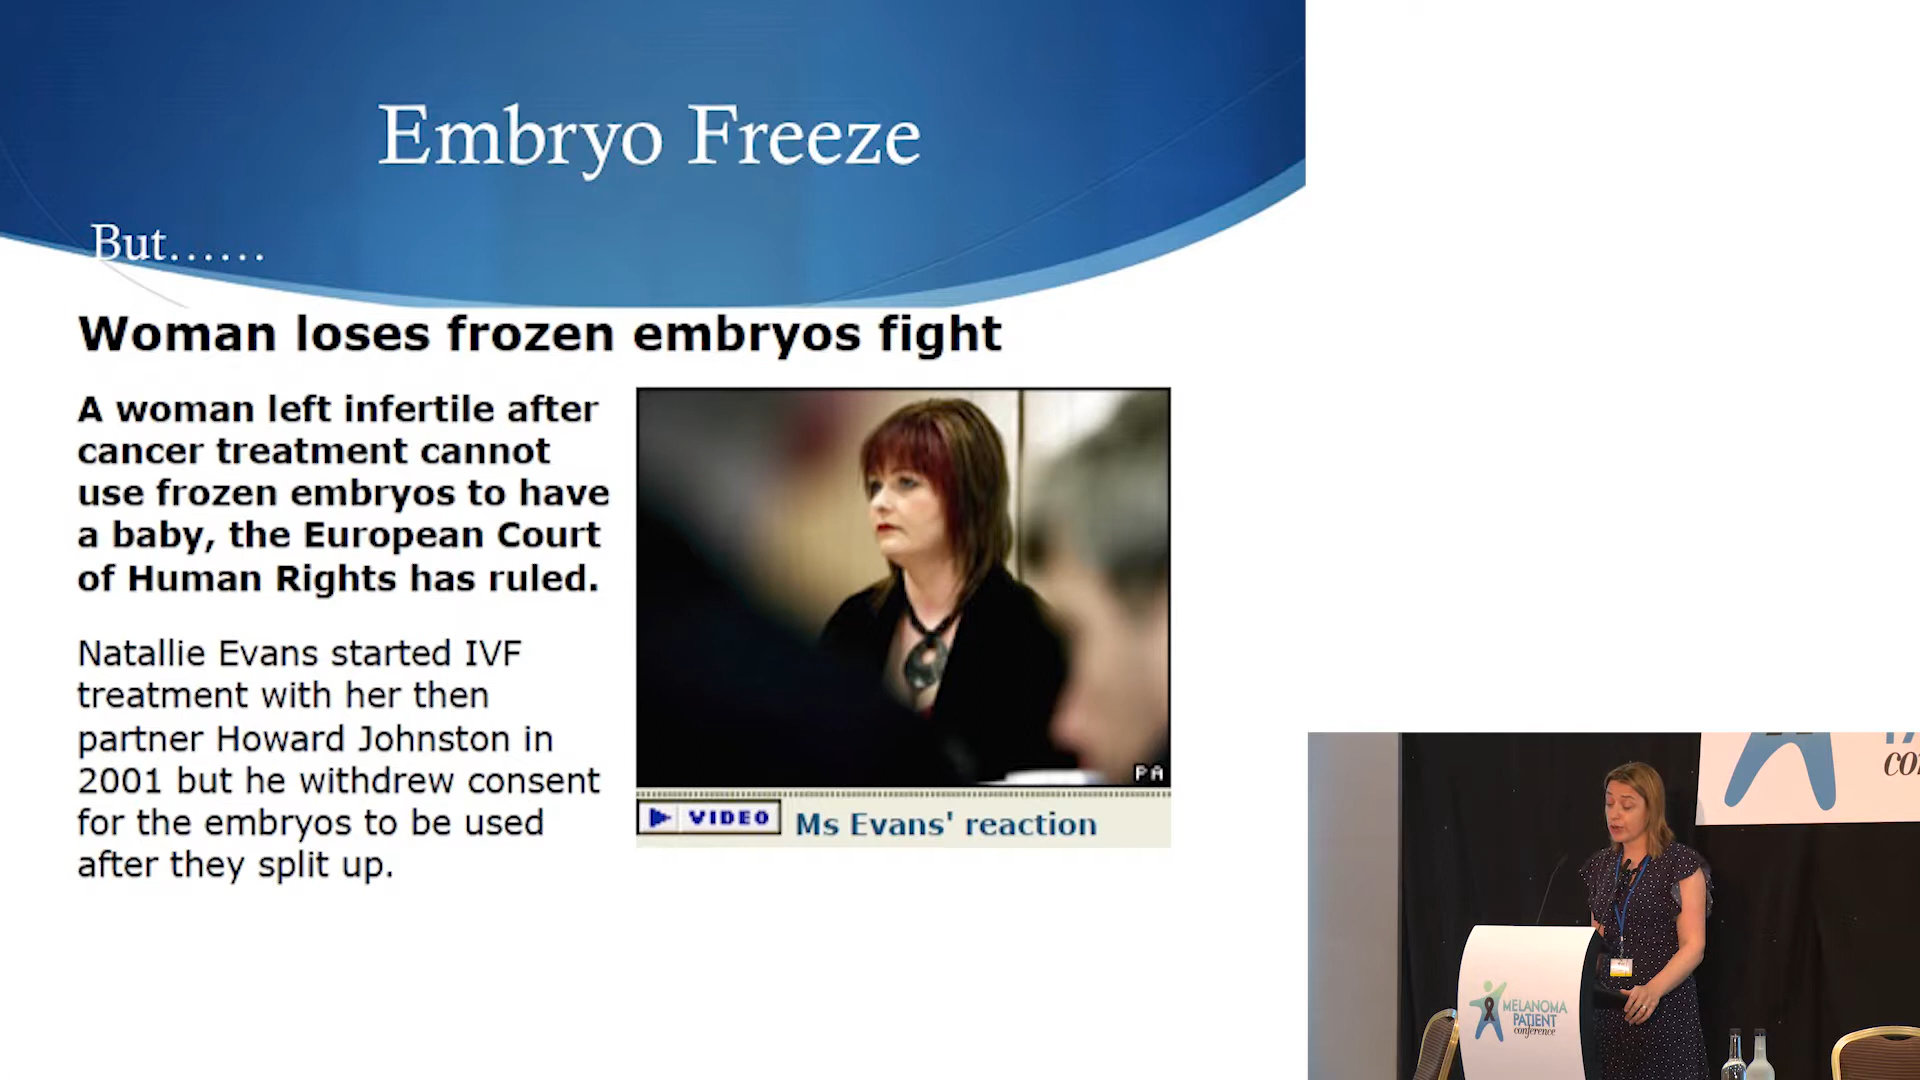 Embryo Freeze
But......
Woman loses frozen embryos fight
A woman left infertile after
cancer treatment cannot
use frozen embryos to have
a baby, the European Court
of Human Rights has ruled.
Natallie Evans started IVF
treatment with her then
partner Howard Johnston in
2001 but he withdrew consent
for the embryos to be used
after they split up.
PA
VIDEO
Ms Evans' reaction
MELANOMA
PATIENT
conference